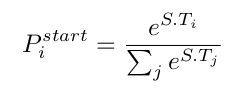 P_i^{start} = \frac{e^{S.T_i}}{\sum_j e^{S.T_j}}